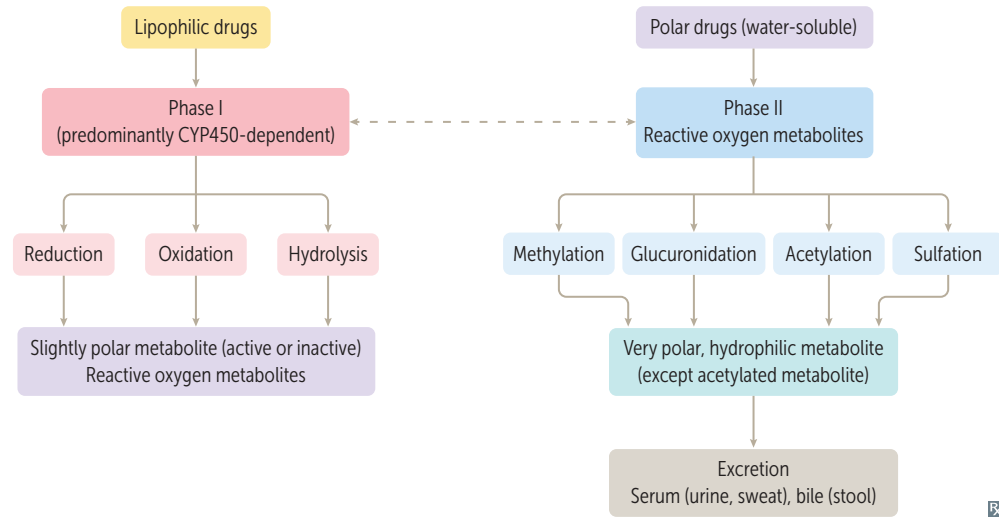 Lipophilic drugs
Polar drugs (water-soluble)
Phase I
(predominantly CYP450-dependent)
Phase II
Reactive oxygen metabolites
Reduction
Oxidation
Hydrolysis
Methylation
Glucuronidation
Acetylation
Sulfation
Slightly polar metabolite (active or inactive)
Reactive oxygen metabolites
Very polar, hydrophilic metabolite
(except acetylated metabolite)
Excretion
Serum (urine, sweat), bile (stool)
Rx